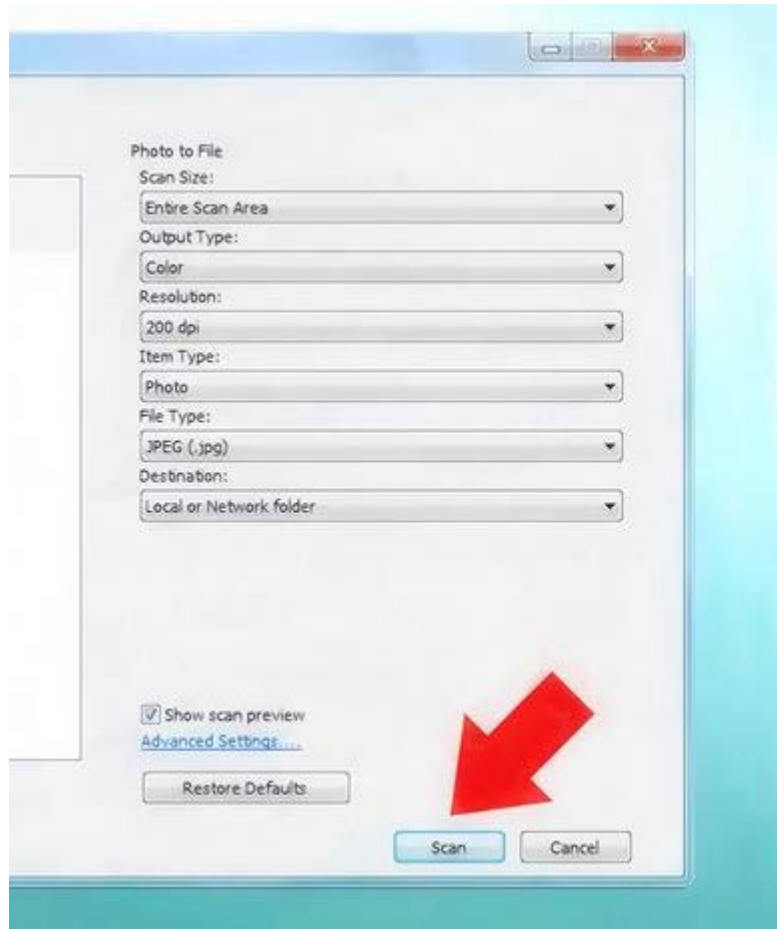 Photo to File
Scan Size:
Entire Scan Area
Output Type:
Color
Resolution:
200 dpi
Item Type:
Photo
File Type:
JPEG (.jpg)
Destination:
Local or Network folder
Show scan preview
Advanced Settings....
Restore Defaults
Scan
Cancel